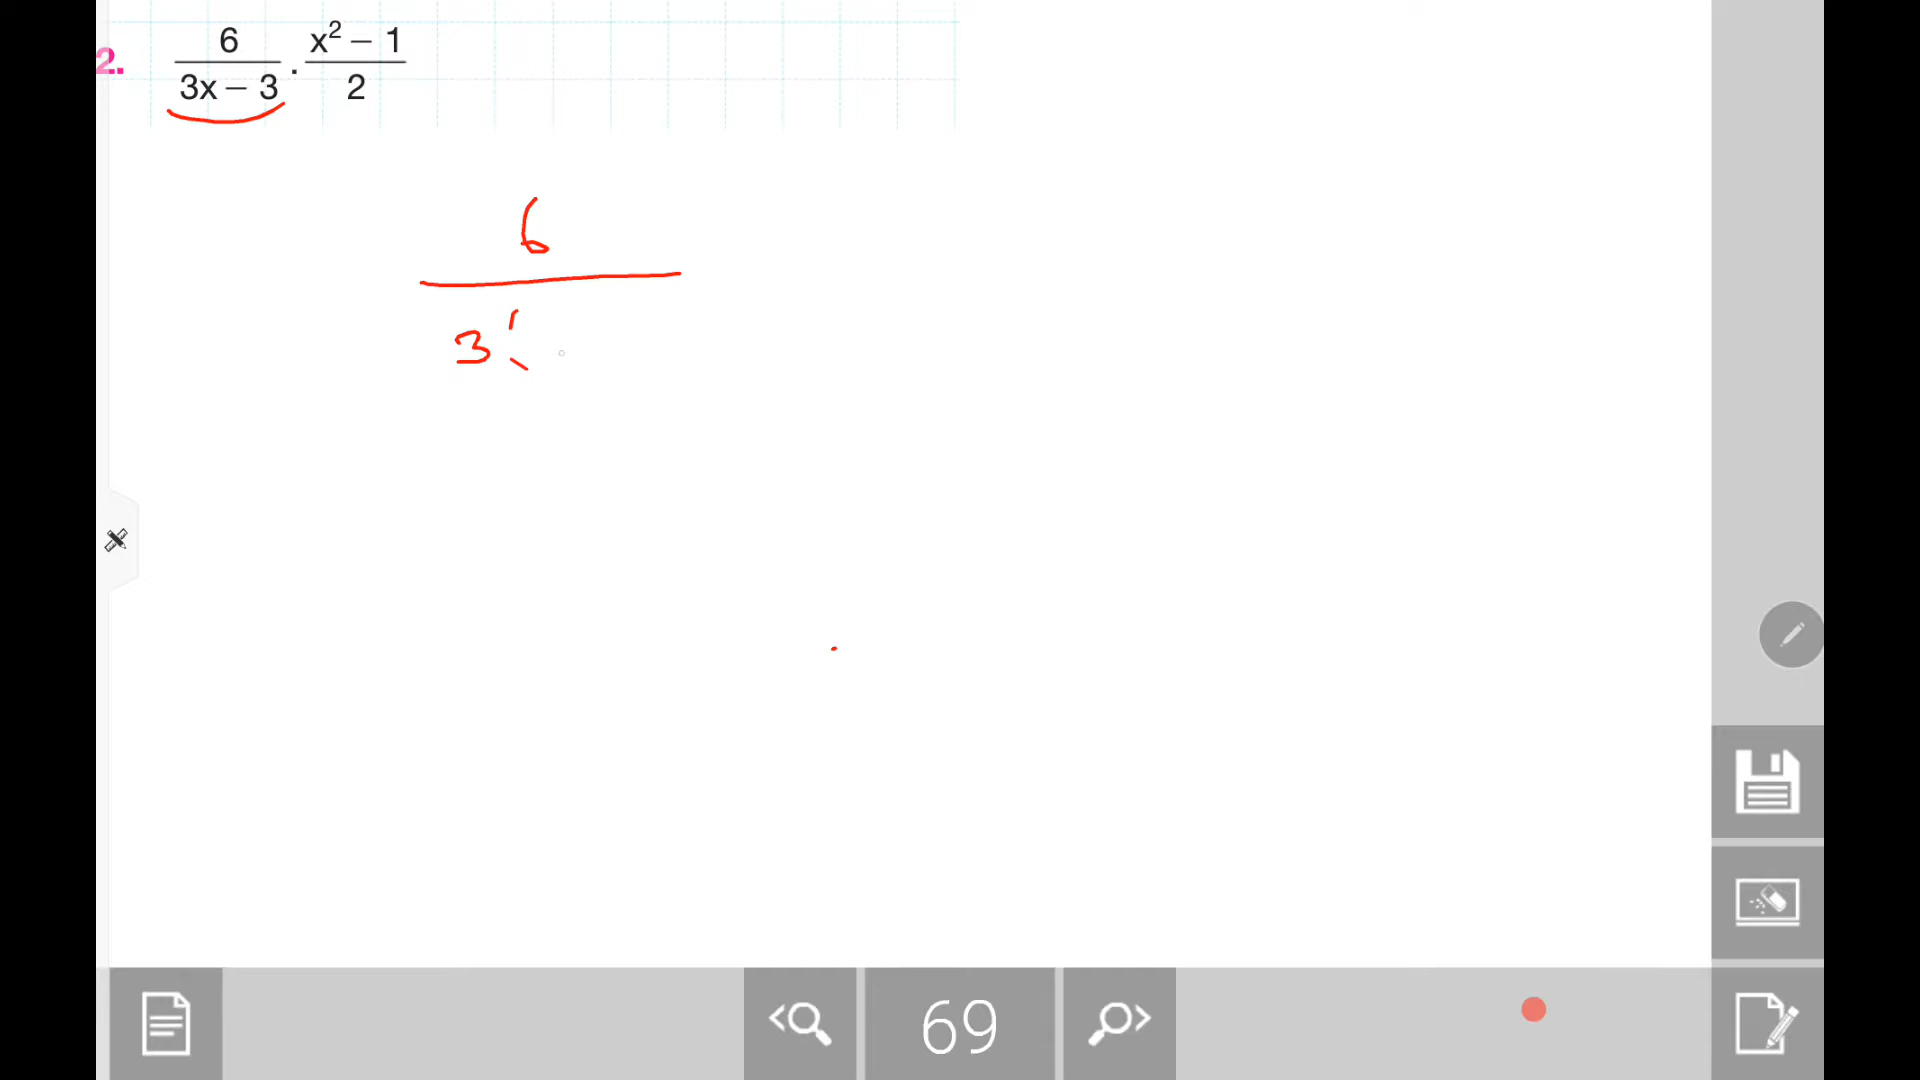 2. 6/(3x − 3) · (x² − 1)/2
6
3(
69